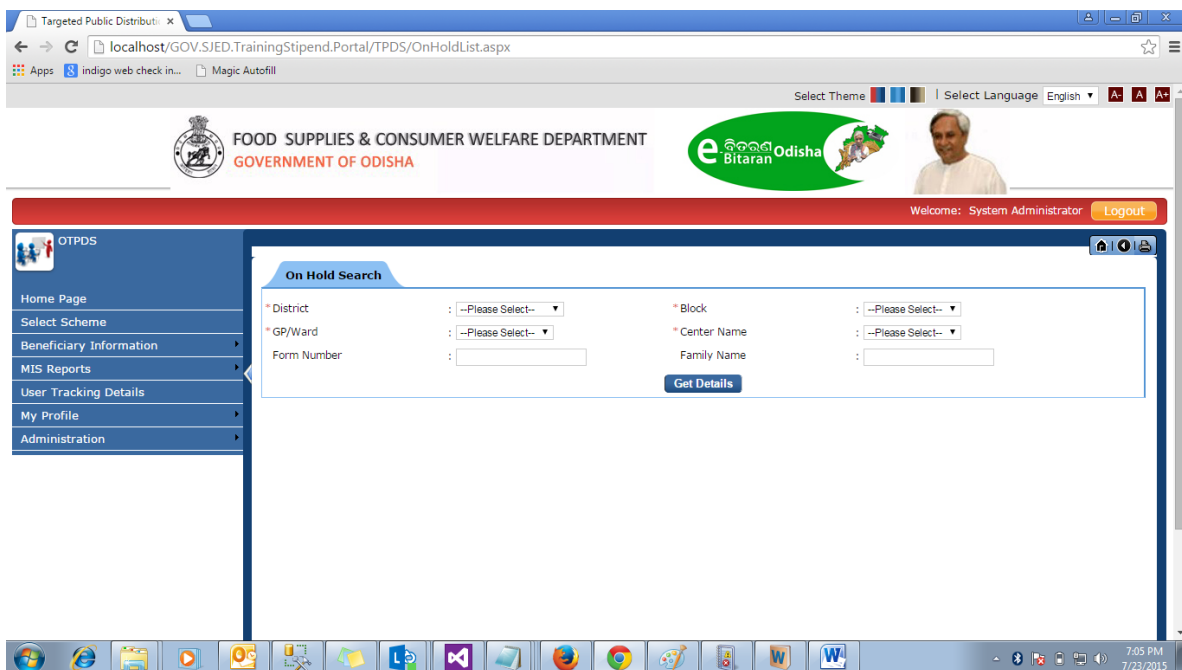 Targeted Public Distributic
localhost/GOV.SJED.TrainingStipend.Portal/TPDS/OnHoldList.aspx
Apps indigo web check in... Magic Autofill
Select Theme | Select Language English A- A A+
FOOD SUPPLIES & CONSUMER WELFARE DEPARTMENT
GOVERNMENT OF ODISHA
e-ବିତରଣ Bitaran Odisha
Welcome: System Administrator Logout
OTPDS
On Hold Search
Home Page
Select Scheme
Beneficiary Information
MIS Reports
User Tracking Details
My Profile
Administration
* District : --Please Select-- * Block : --Please Select--
* GP/Ward : --Please Select-- * Center Name : --Please Select--
Form Number : Family Name :
Get Details
7:05 PM
7/23/2015